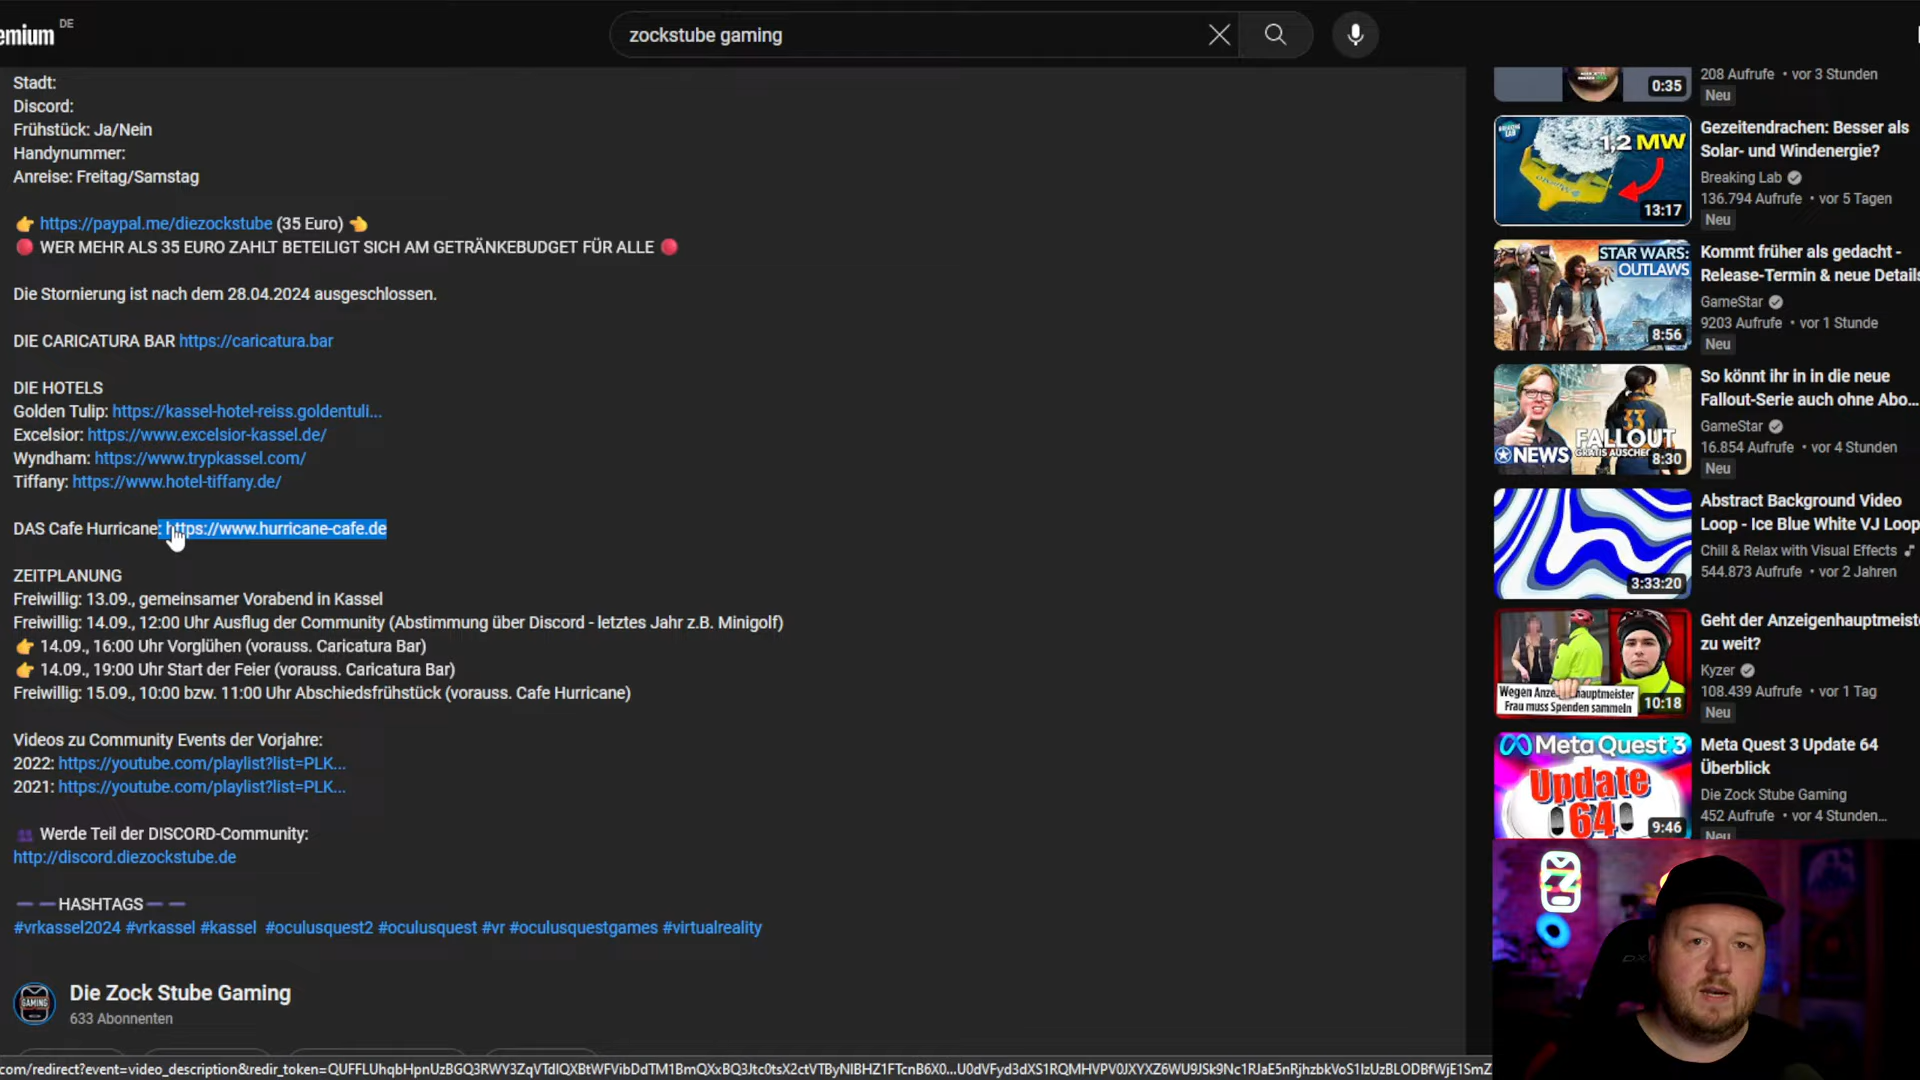 emium DE
zockstube gaming
Stadt:
Discord:
Frühstück: Ja/Nein
Handynummer:
Anreise: Freitag/Samstag
👉 https://paypal.me/diezockstube (35 Euro) 👈
🔴 WER MEHR ALS 35 EURO ZAHLT BETEILIGT SICH AM GETRÄNKEBUDGET FÜR ALLE 🔴
Die Stornierung ist nach dem 28.04.2024 ausgeschlossen.
DIE CARICATURA BAR https://caricatura.bar
DIE HOTELS
Golden Tulip: https://kassel-hotel-reiss.goldentuli...
Excelsior: https://www.excelsior-kassel.de/
Wyndham: https://www.trypkassel.com/
Tiffany: https://www.hotel-tiffany.de/
DAS Cafe Hurricane: https://www.hurricane-cafe.de
ZEITPLANUNG
Freiwillig: 13.09., gemeinsamer Vorabend in Kassel
Freiwillig: 14.09., 12:00 Uhr Ausflug der Community (Abstimmung über Discord - letztes Jahr z.B. Minigolf)
👉 14.09., 16:00 Uhr Vorglühen (vorauss. Caricatura Bar)
👉 14.09., 19:00 Uhr Start der Feier (vorauss. Caricatura Bar)
Freiwillig: 15.09., 10:00 bzw. 11:00 Uhr Abschiedsfrühstück (vorauss. Cafe Hurricane)
Videos zu Community Events der Vorjahre:
2022: https://youtube.com/playlist?list=PLK...
2021: https://youtube.com/playlist?list=PLK...
👥 Werde Teil der DISCORD-Community:
http://discord.diezockstube.de
➖➖HASHTAGS➖➖
#vrkassel2024 #vrkassel #kassel #oculusquest2 #oculusquest #vr #oculusquestgames #virtualreality
GAMING
Die Zock Stube Gaming
633 Abonnenten
0:35
208 Aufrufe • vor 3 Stunden
Neu
BREAKING LAB
1,2 MW
13:17
Gezeitendrachen: Besser als
Solar- und Windenergie?
Breaking Lab
136.794 Aufrufe • vor 5 Tagen
Neu
STAR WARS:
OUTLAWS
8:56
Kommt früher als gedacht -
Release-Termin & neue Details
GameStar
9203 Aufrufe • vor 1 Stunde
Neu
33
NEWS
FALLOUT
8:30
So könnt ihr in in die neue
Fallout-Serie auch ohne Abo...
GameStar
16.854 Aufrufe • vor 4 Stunden
Neu
3:33:20
Abstract Background Video
Loop - Ice Blue White VJ Loop
Chill & Relax with Visual Effects
544.873 Aufrufe • vor 2 Jahren
Wegen Anze hauptmeister
Frau muss Spenden sammeln
10:18
Geht der Anzeigenhauptmeiste
zu weit?
Kyzer
108.439 Aufrufe • vor 1 Tag
Neu
Meta Quest 3
Update
64
9:46
Meta Quest 3 Update 64
Überblick
Die Zock Stube Gaming
452 Aufrufe • vor 4 Stunden...
Neu